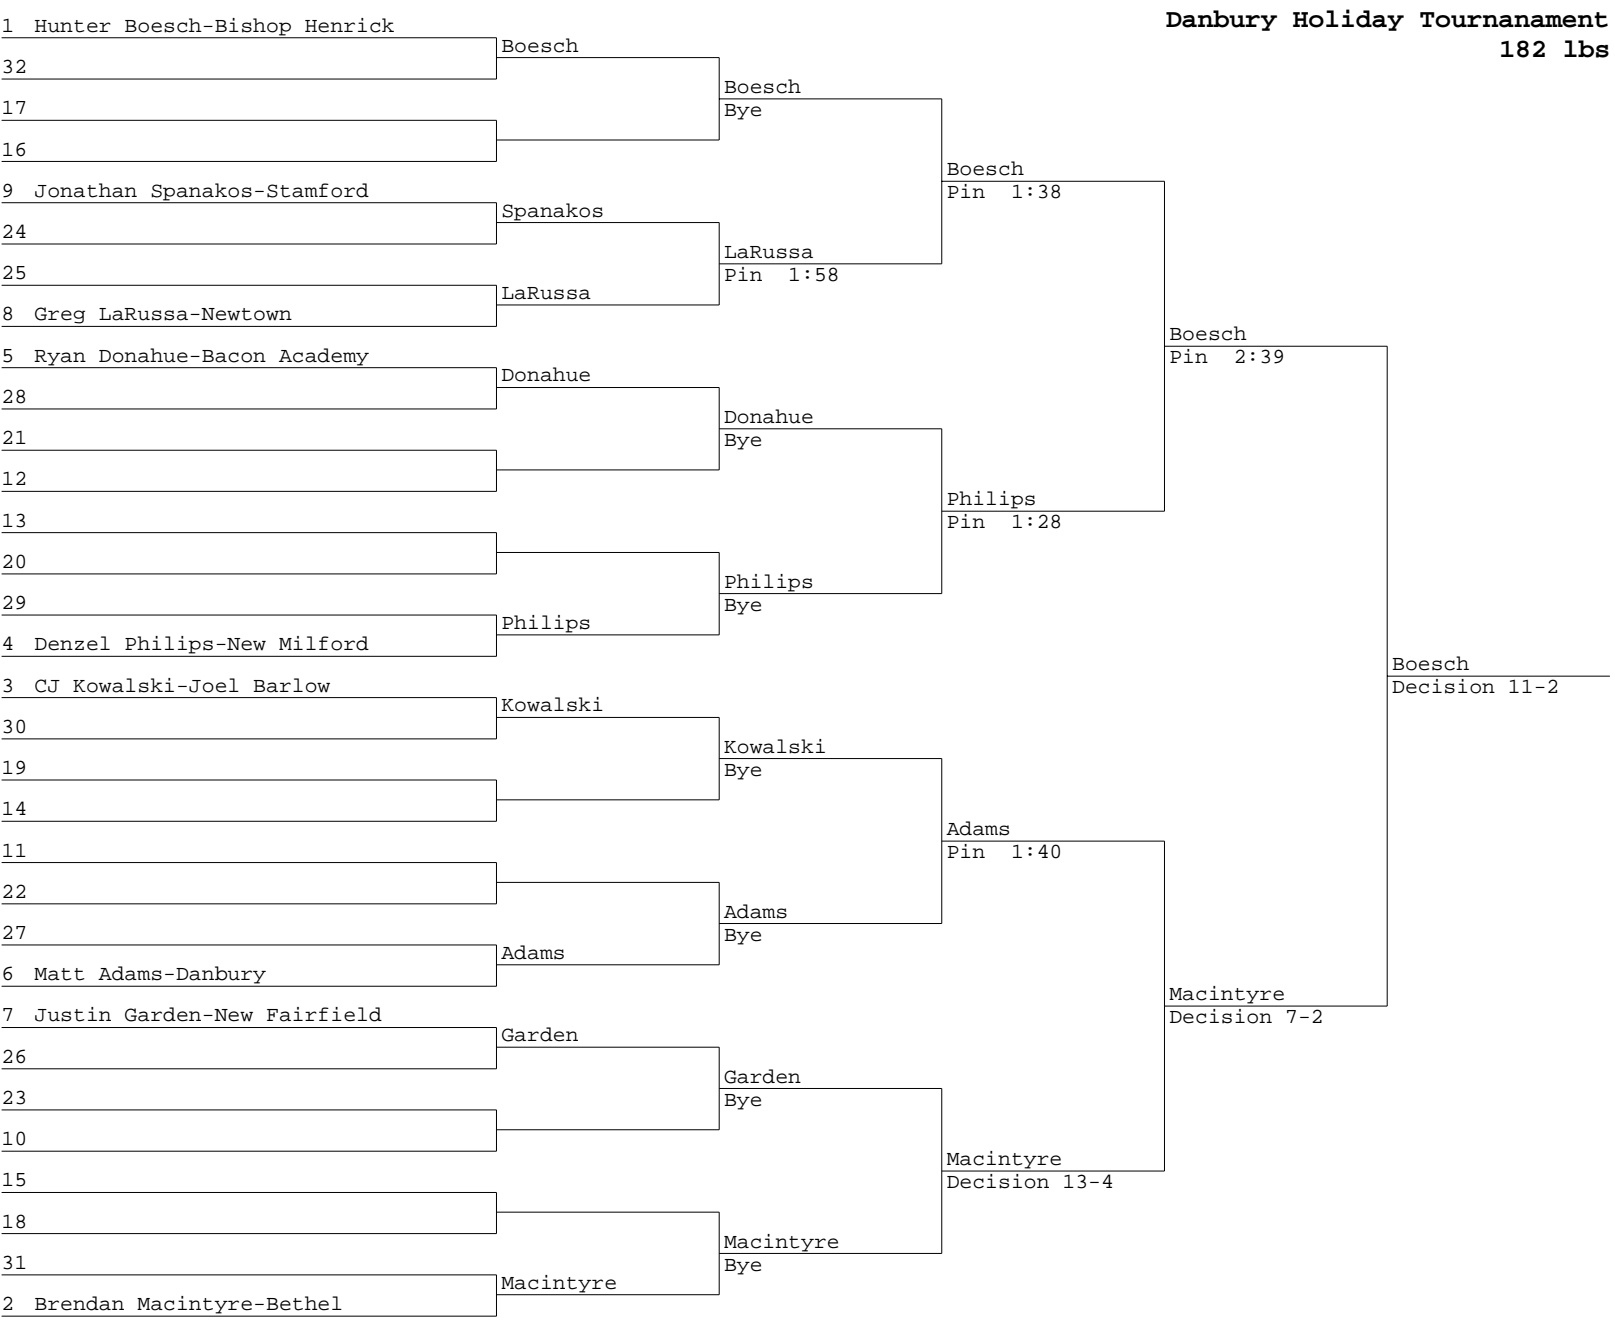 Danbury Holiday Tournanament
182 lbs
1 Hunter Boesch-Bishop Henrick
32
17
16
9 Jonathan Spanakos-Stamford
24
25
8 Greg LaRussa-Newtown
5 Ryan Donahue-Bacon Academy
28
21
12
13
20
29
4 Denzel Philips-New Milford
3 CJ Kowalski-Joel Barlow
30
19
14
11
22
27
6 Matt Adams-Danbury
7 Justin Garden-New Fairfield
26
23
10
15
18
31
2 Brendan Macintyre-Bethel
Boesch
Spanakos
LaRussa
Donahue
Philips
Kowalski
Adams
Garden
Macintyre
Boesch
Bye
LaRussa
Pin 1:58
Donahue
Bye
Philips
Bye
Kowalski
Bye
Adams
Bye
Garden
Bye
Macintyre
Bye
Boesch
Pin 1:38
Philips
Pin 1:28
Adams
Pin 1:40
Macintyre
Decision 13-4
Boesch
Pin 2:39
Macintyre
Decision 7-2
Boesch
Decision 11-2